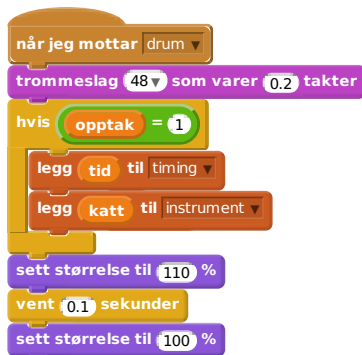 når jeg mottar drum
trommeslag 48 som varer 0.2 takter
hvis opptak = 1
legg tid til timing
legg katt til instrument
sett størrelse til 110 %
vent 0.1 sekunder
sett størrelse til 100 %